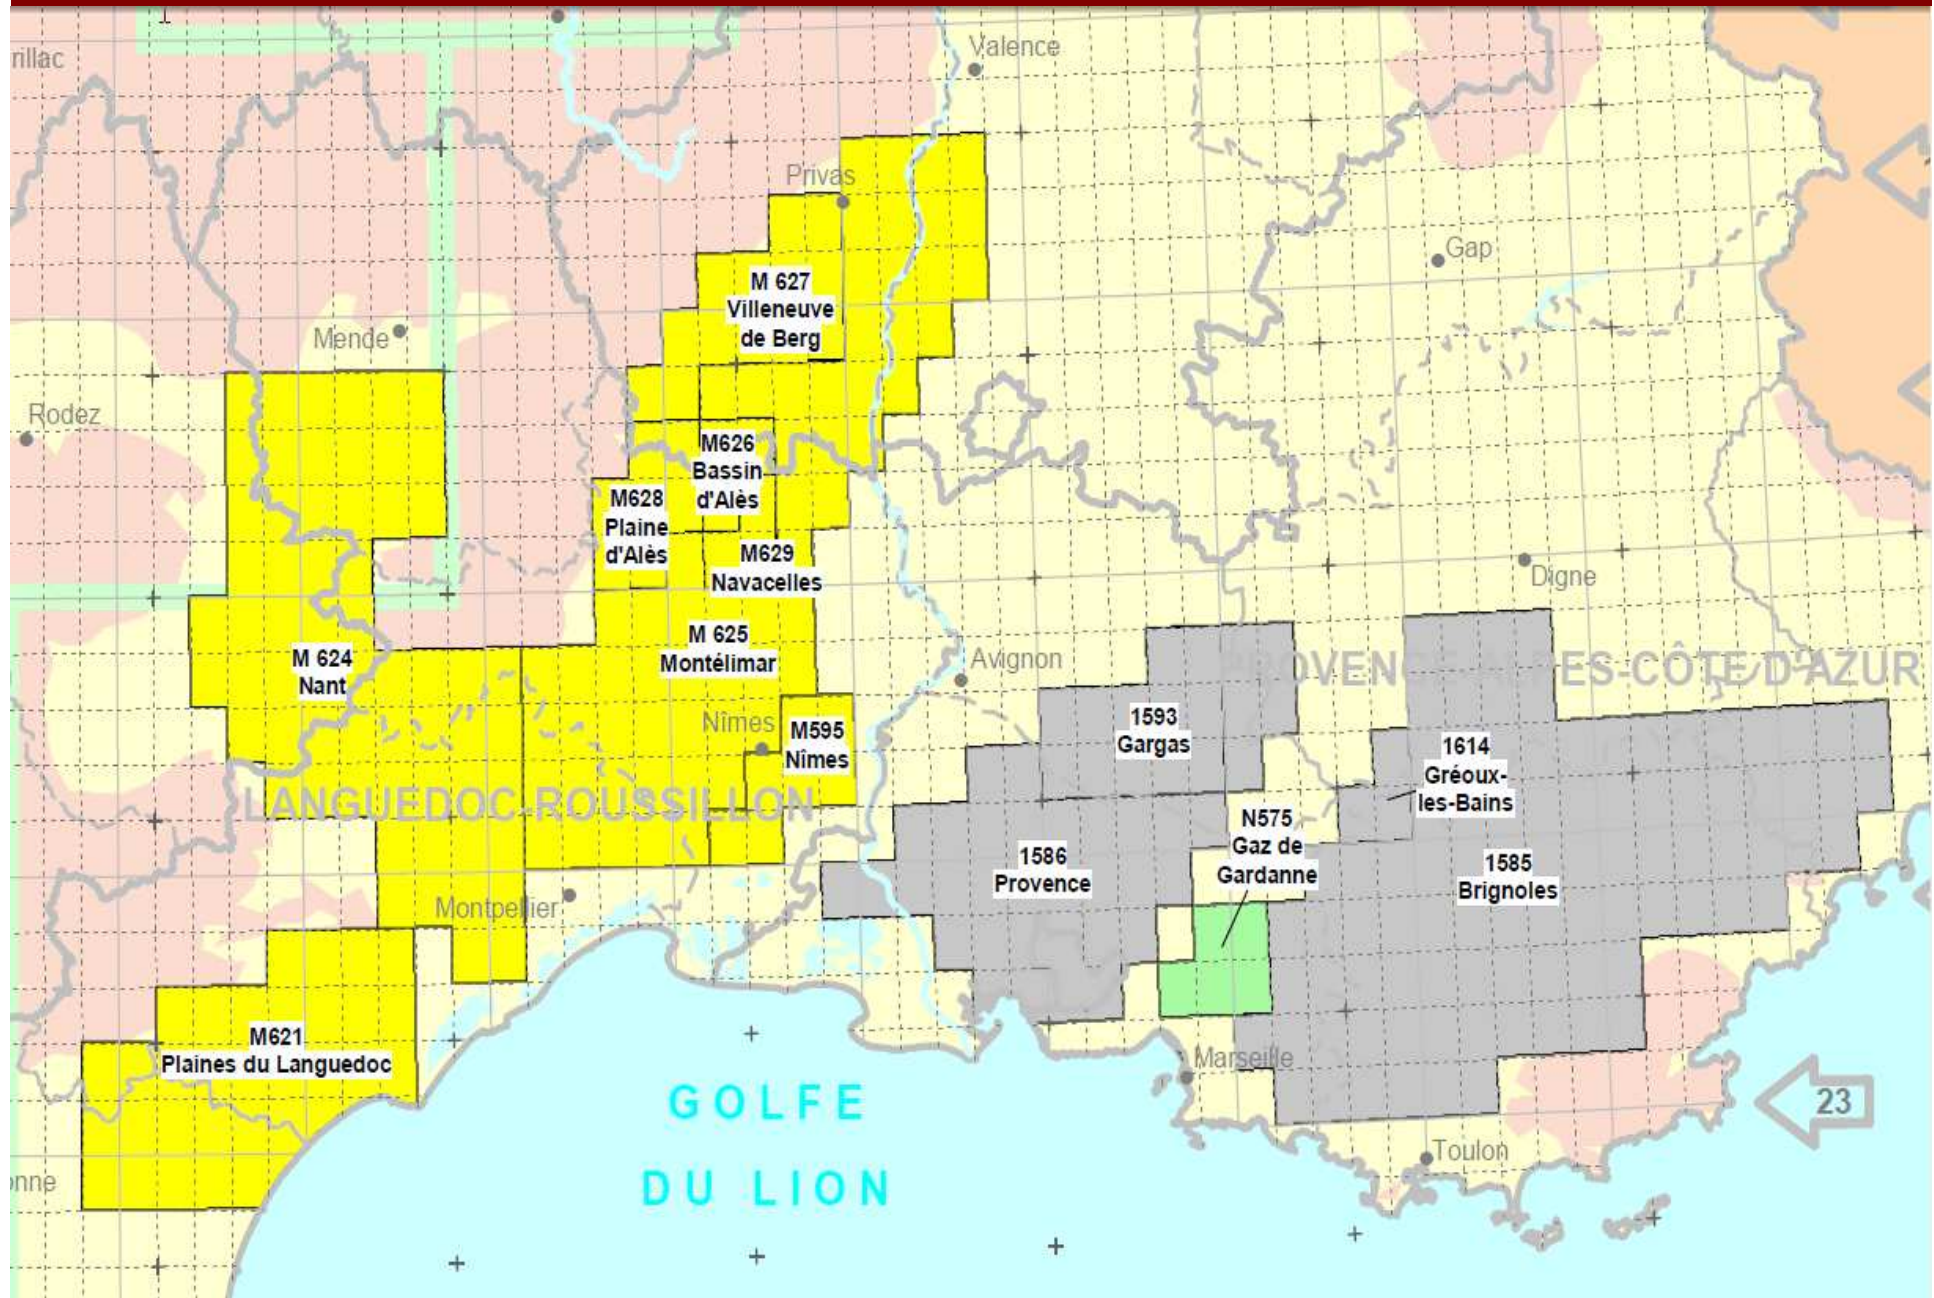 Valence
rillac
Privas
Gap
M 627
Villeneuve
de Berg
Mende
Rodez
M626
Bassin
d'Alès
M628
Plaine
d'Alès
M629
Navacelles
Digne
M 625
Montélimar
M 624
Nant
Avignon
PROVENCE-ALPES-CÔTE D'AZUR
1593
Gargas
Nîmes
M595
Nîmes
1614
Gréoux-
les-Bains
LANGUEDOC-ROUSSILLON
N575
Gaz de
Gardanne
1586
Provence
1585
Brignoles
Montpellier
M621
Plaines du Languedoc
Marseille
GOLFE
DU LION
23
Toulon
onne